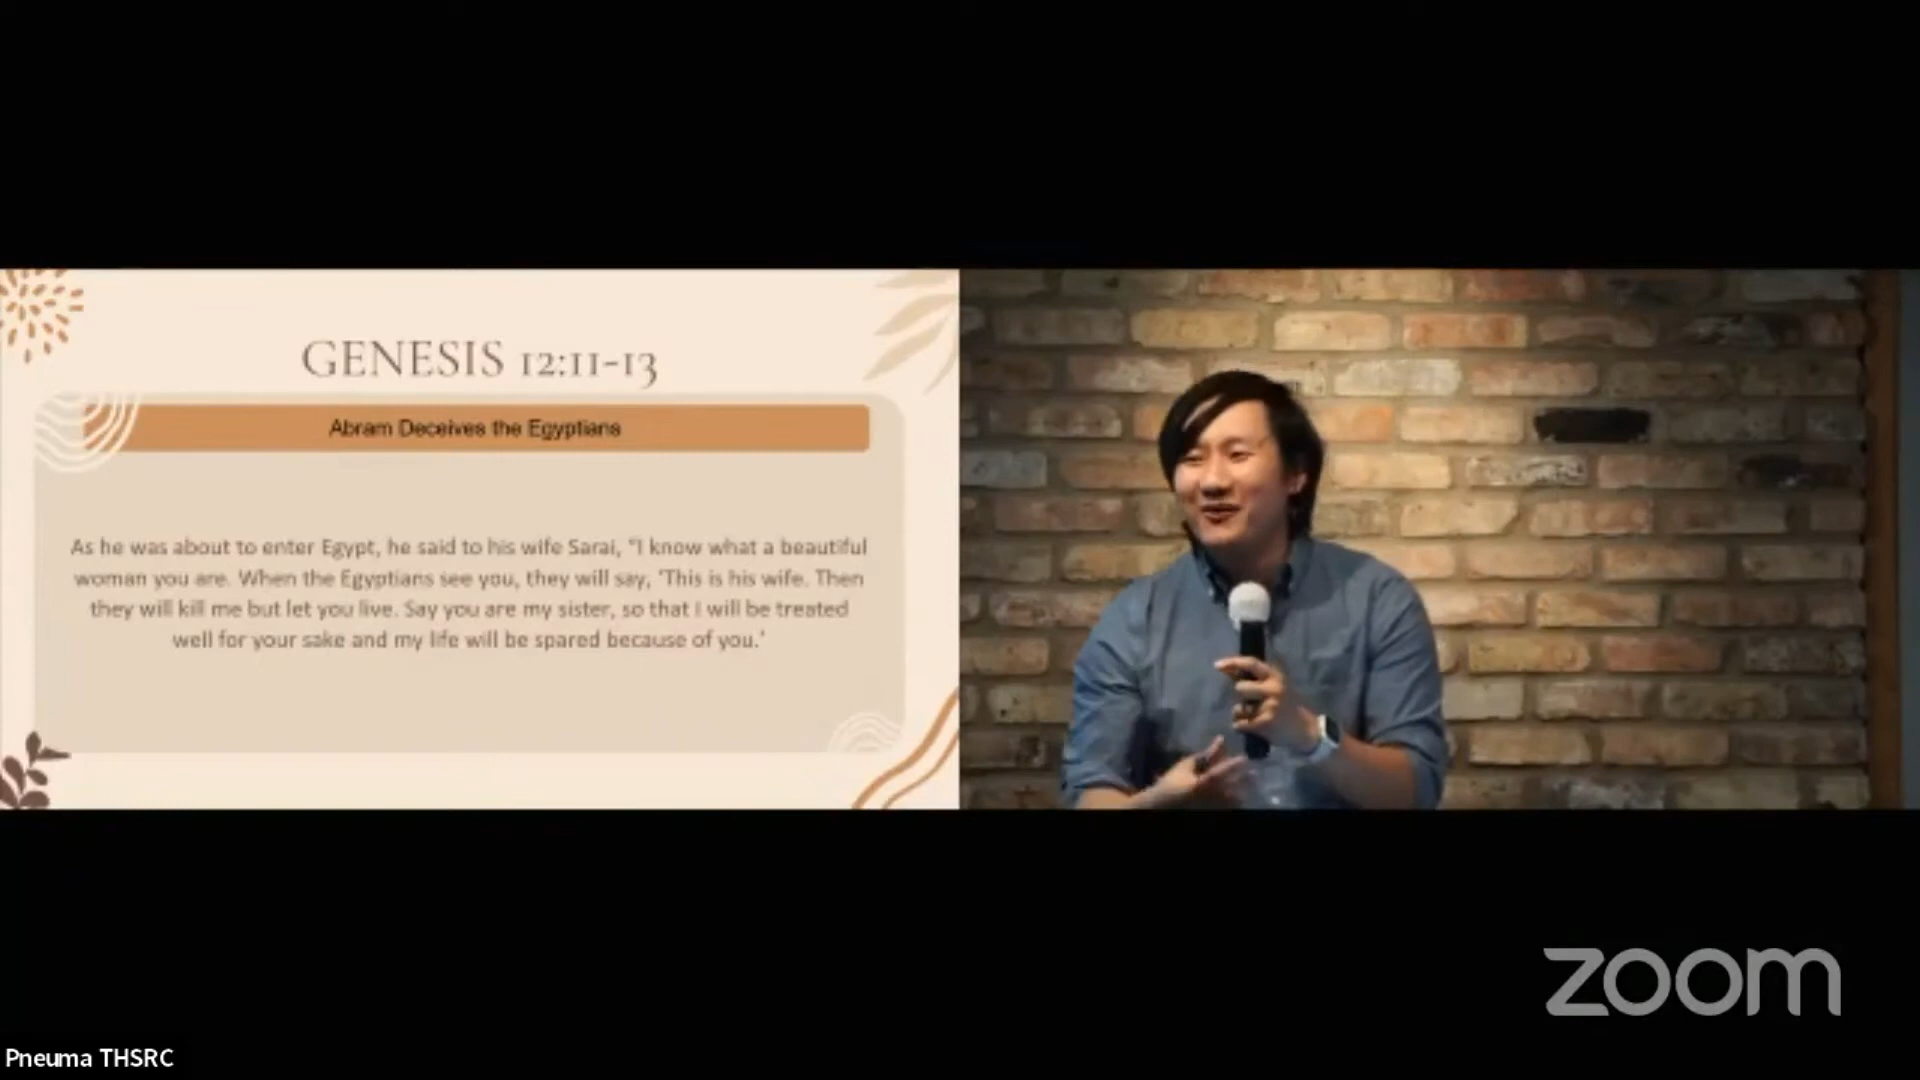 GENESIS 12:11-13
Abram Deceives the Egyptians
As he was about to enter Egypt, he said to his wife Sarai, "I know what a beautiful
woman you are. When the Egyptians see you, they will say, 'This is his wife. Then
they will kill me but let you live. Say you are my sister, so that I will be treated
well for your sake and my life will be spared because of you.'
zoom
Pneuma THSRC